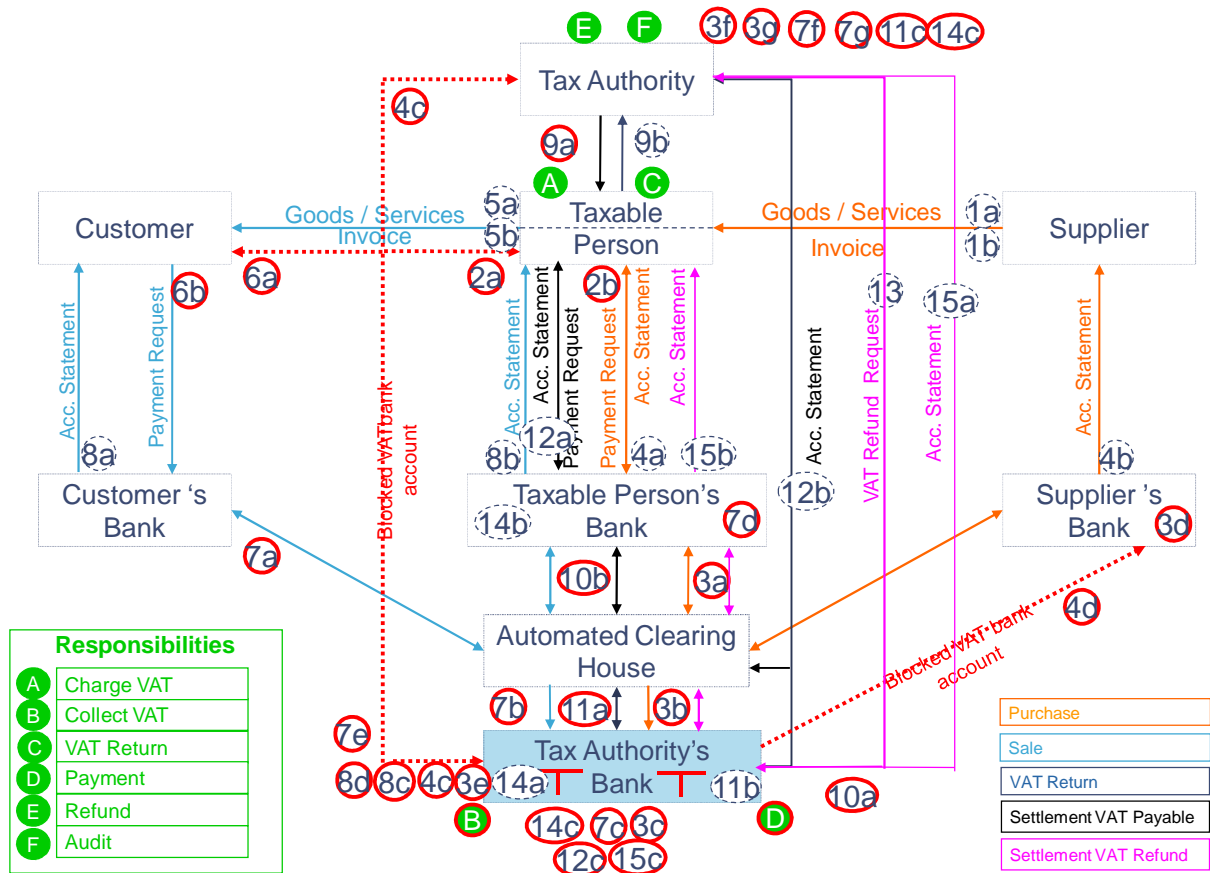 E
F
3f
3g
7f
7g
11c
14c
Tax Authority
4c
9a
9b
A
C
Customer
Goods / Services
Invoice
5a
5b
Taxable
Person
Goods / Services
Invoice
1a
1b
Supplier
6b
6a
2a
2b
13
15a
Acc. Statement
Payment Request
Blocked VATbank
account
Acc. Statement
Acc. Statement
Payment Request
Payment Request
Acc. Statement
Acc. Statement
Acc. Statement
VAT Refund Request
Acc. Statement
Acc. Statement
8a
8b
12a
4a
15b
12b
4b
Customer ‘s
Bank
Taxable Person’s
Bank
14b
7d
Supplier ’s
Bank
3d
7a
10b
3a
4d
Automated Clearing
House
Blocked VAT bank
account
7b
11a
3b
7e
8d
8c
4c
3e
14a
Tax Authority’s
Bank
11b
10a
B
D
14c
7c
3c
12c
15c
Responsibilities
A Charge VAT
B Collect VAT
C VAT Return
D Payment
E Refund
F Audit
Purchase
Sale
VAT Return
Settlement VAT Payable
Settlement VAT Refund